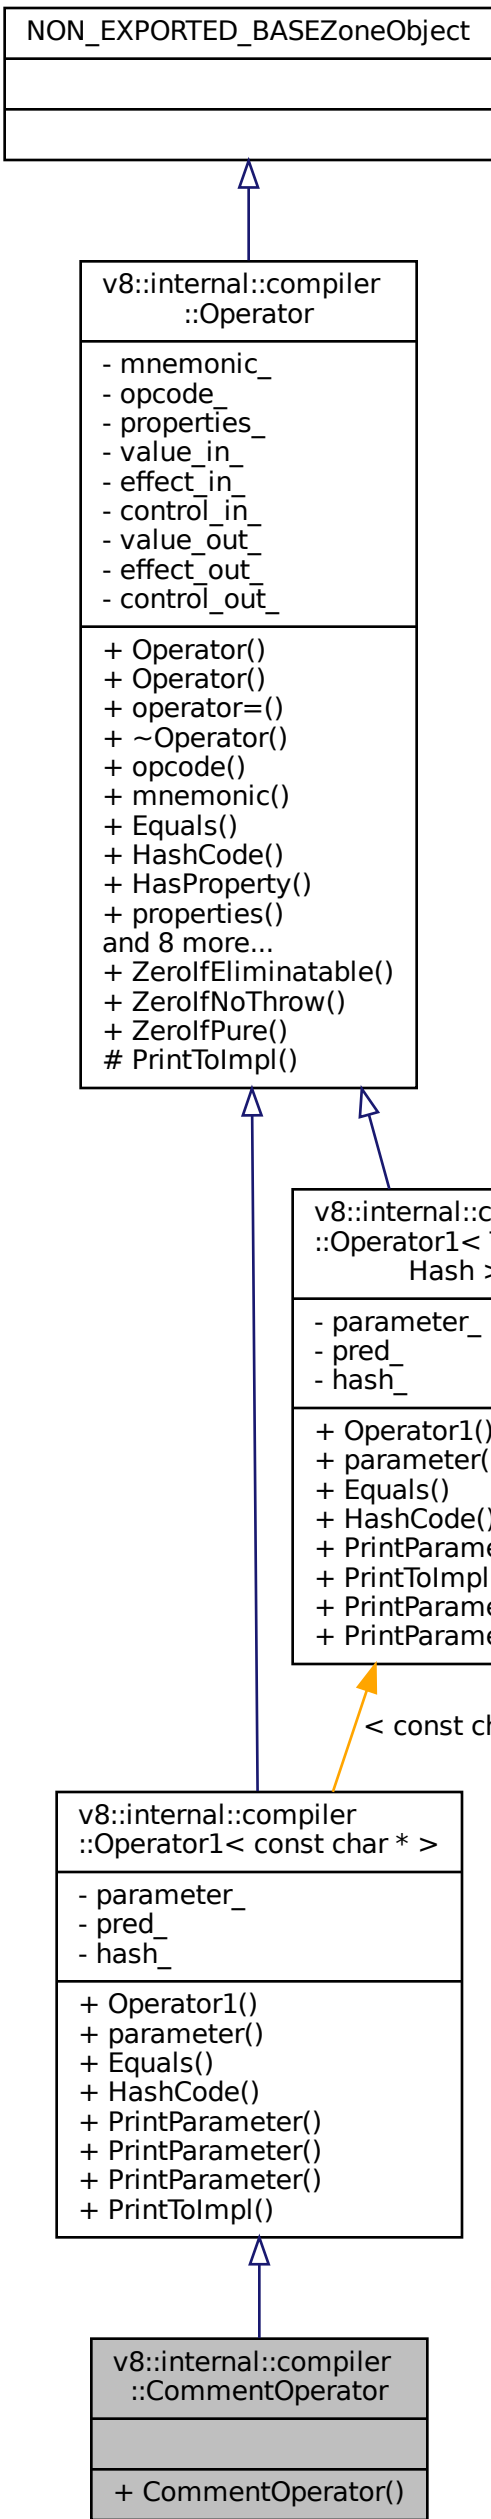 NON_EXPORTED_BASEZoneObject
v8::internal::compiler
::Operator
- mnemonic_
- opcode_
- properties_
- value_in_
- effect_in_
- control_in_
- value_out_
- effect_out_
- control_out_
+ Operator()
+ Operator()
+ operator=()
+ ~Operator()
+ opcode()
+ mnemonic()
+ Equals()
+ HashCode()
+ HasProperty()
+ properties()
and 8 more...
+ ZeroIfEliminatable()
+ ZeroIfNoThrow()
+ ZeroIfPure()
# PrintToImpl()
v8::internal::c
::Operator1<
Hash >
- parameter_
- pred_
- hash_
+ Operator1()
+ parameter(
+ Equals()
+ HashCode()
+ PrintParame
+ PrintToImpl
+ PrintParame
+ PrintParame
< const ch
v8::internal::compiler
::Operator1< const char * >
- parameter_
- pred_
- hash_
+ Operator1()
+ parameter()
+ Equals()
+ HashCode()
+ PrintParameter()
+ PrintParameter()
+ PrintParameter()
+ PrintToImpl()
v8::internal::compiler
::CommentOperator
+ CommentOperator()